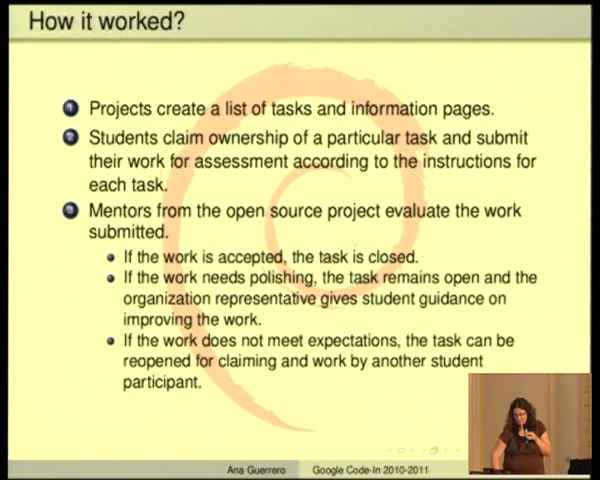 How it worked?
1 Projects create a list of tasks and information pages.
2 Students claim ownership of a particular task and submit
their work for assessment according to the instructions for
each task.
3 Mentors from the open source project evaluate the work
submitted.
If the work is accepted, the task is closed.
If the work needs polishing, the task remains open and the
organization representative gives student guidance on
improving the work.
If the work does not meet expectations, the task can be
reopened for claiming and work by another student
participant.
Ana Guerrero Google Code-In 2010-2011